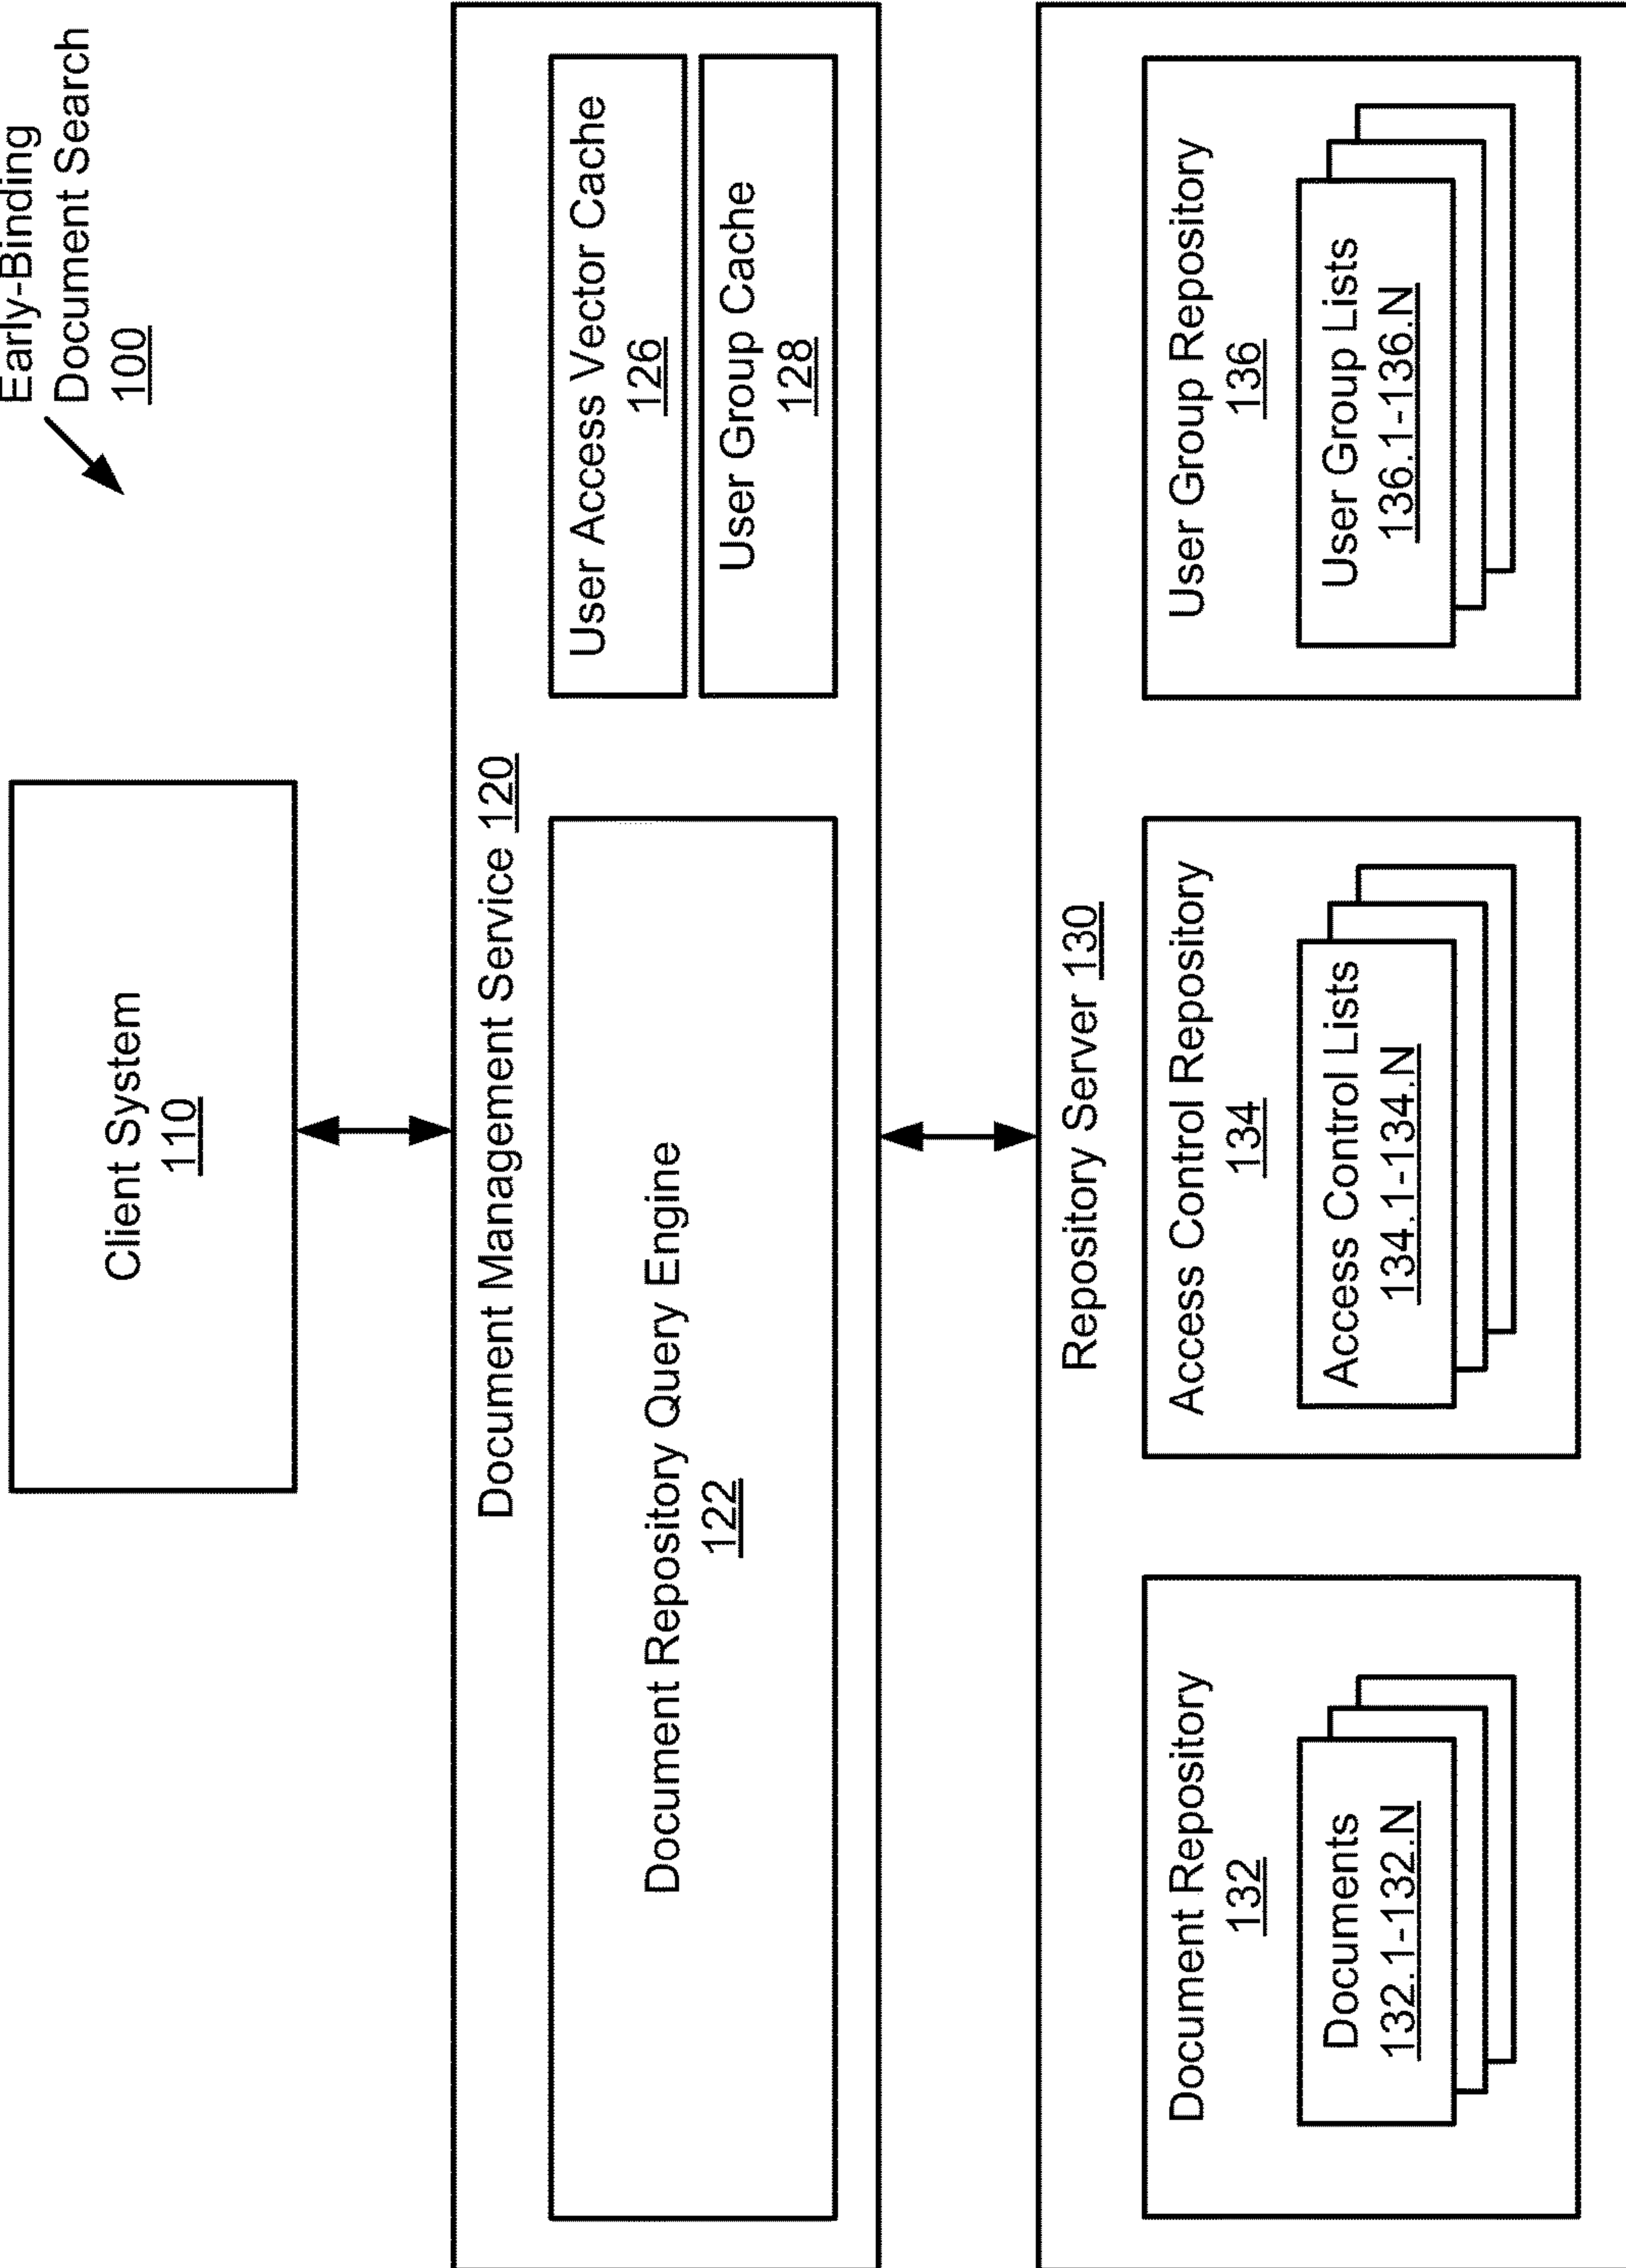 Early-Binding
Document Search
100
Client System
110
Document Management Service 120
Document Repository Query Engine
122
User Access Vector Cache
126
User Group Cache
128
Repository Server 130
Document Repository
132
Documents
132.1-132.N
Access Control Repository
134
Access Control Lists
134.1-134.N
User Group Repository
136
User Group Lists
136.1-136.N